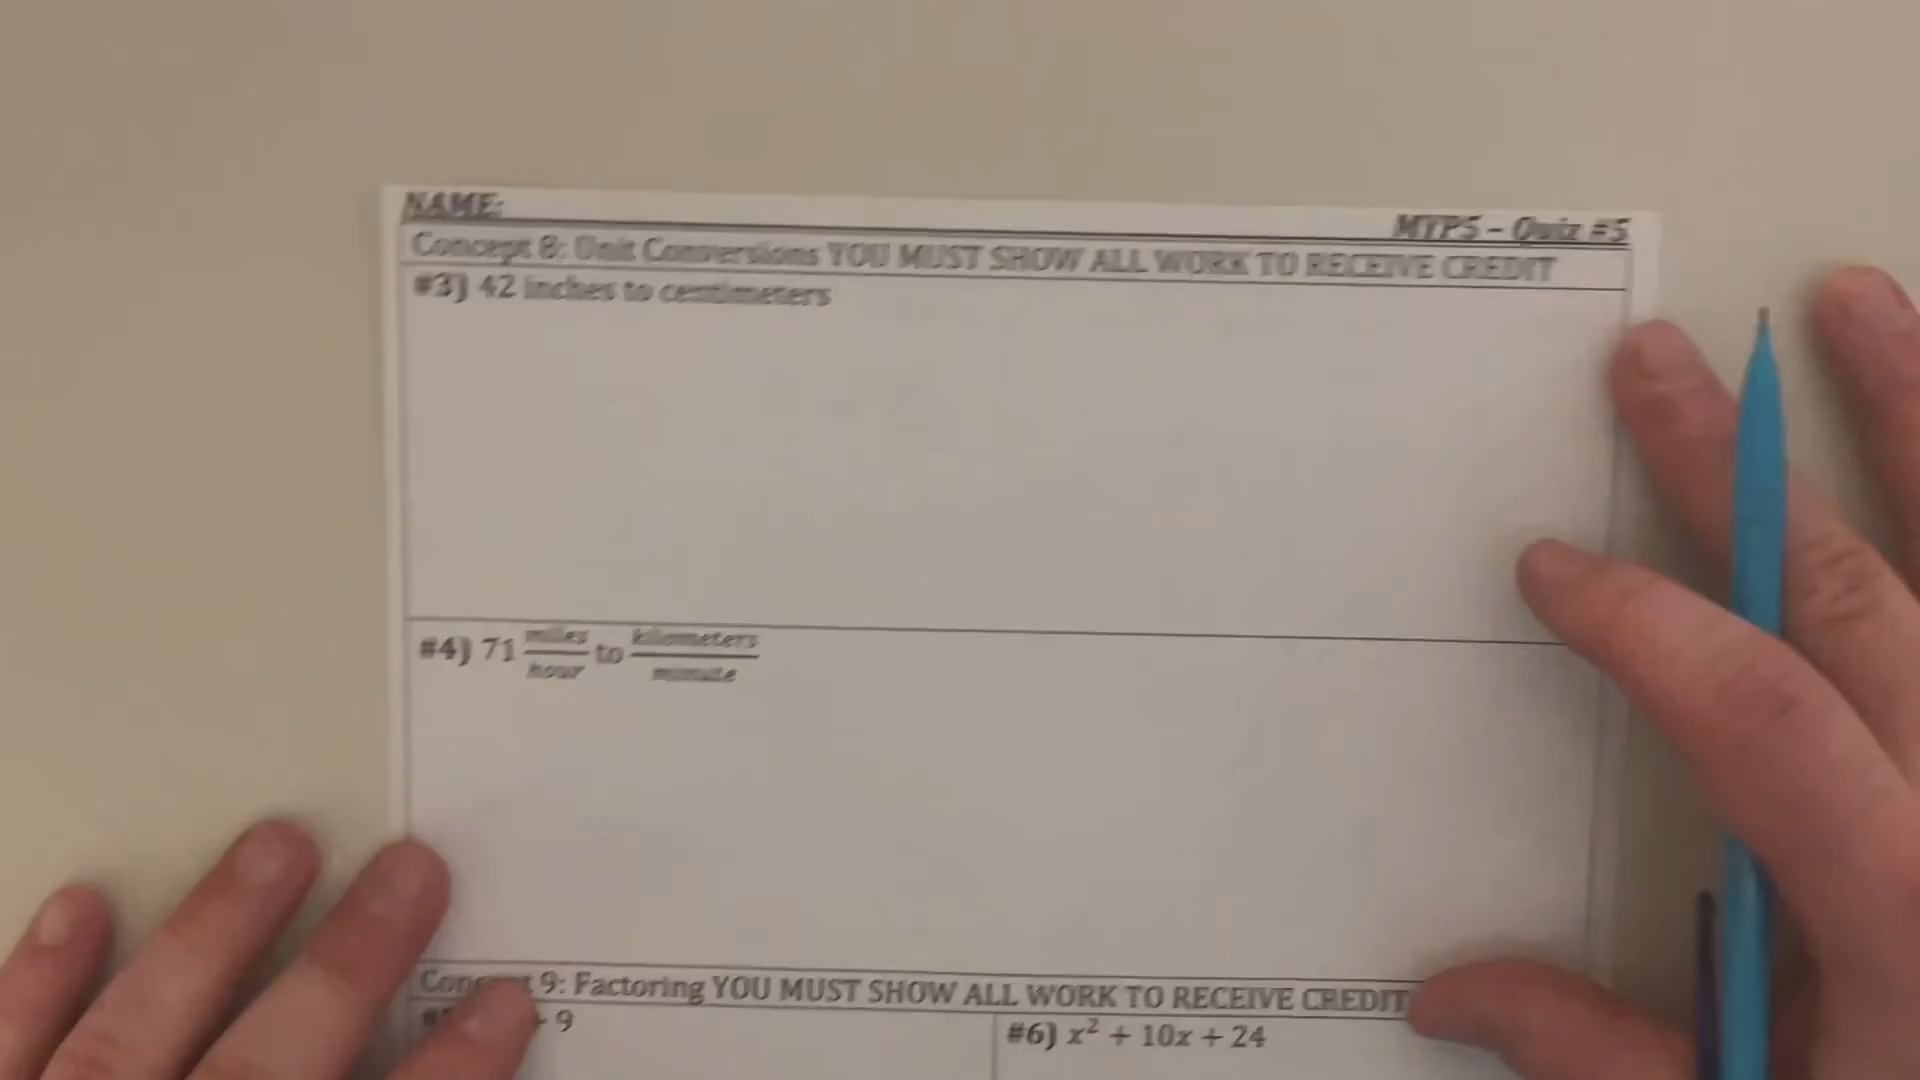 NAME:
MYP5 – Quiz #5
Concept 8: Unit Conversions YOU MUST SHOW ALL WORK TO RECEIVE CREDIT
#3) 42 inches to centimeters
#4) 71 miles/hour to kilometers/minute
9: Factoring YOU MUST SHOW ALL WORK TO RECEIVE CREDIT
+ 9
#6) x² + 10x + 24